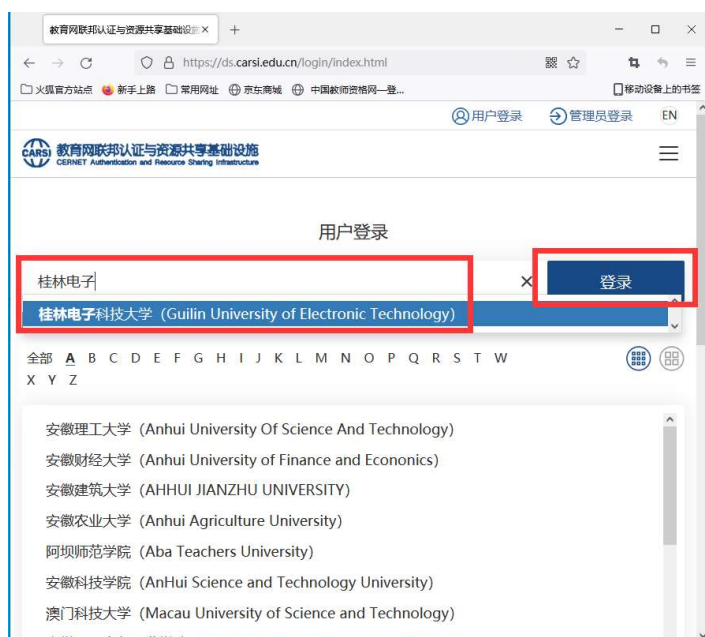 教育网联邦认证与资源共享基础设施
https://ds.carsi.edu.cn/login/index.html
火狐官方站点 新手上路 常用网址 京东商城 中国教师资格网—登... 移动设备上的书签
用户登录 管理员登录 EN
CARSI 教育网联邦认证与资源共享基础设施
CERNET Authentication and Resource Sharing Infrastructure
用户登录
桂林电子 登录
桂林电子科技大学 (Guilin University of Electronic Technology)
全部 A B C D E F G H I J K L M N O P Q R S T W
X Y Z
安徽理工大学 (Anhui University Of Science And Technology)
安徽财经大学 (Anhui University of Finance and Econonics)
安徽建筑大学 (AHHUI JIANZHU UNIVERSITY)
安徽农业大学 (Anhui Agriculture University)
阿坝师范学院 (Aba Teachers University)
安徽科技学院 (AnHui Science and Technology University)
澳门科技大学 (Macau University of Science and Technology)